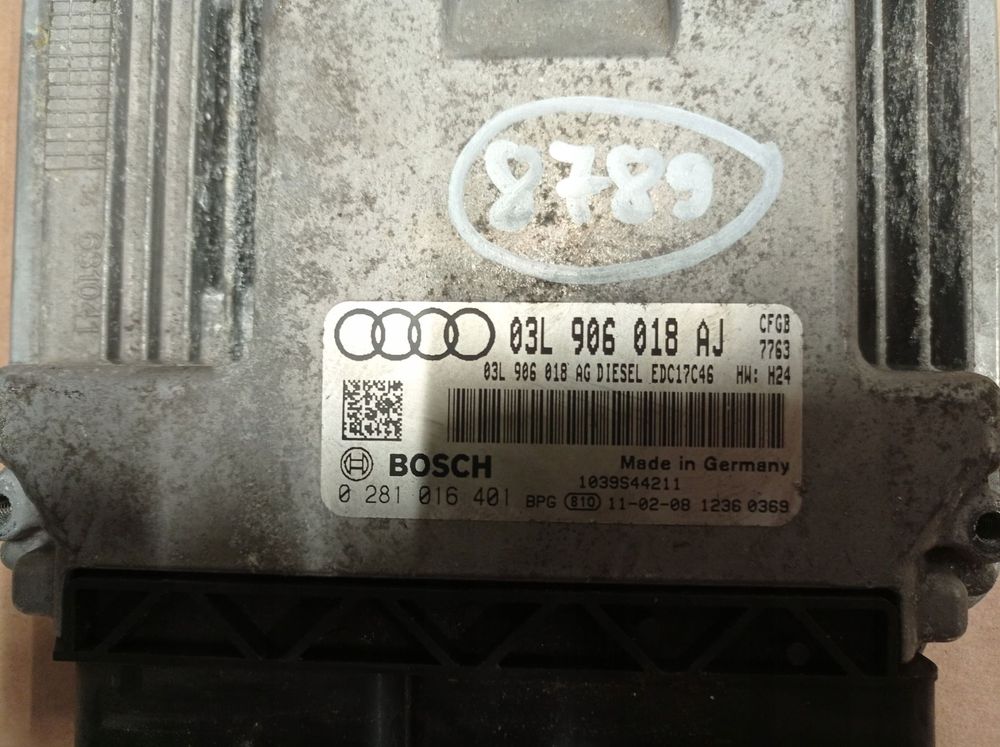 8789
03L 906 018 AJ
CFGB
7763
03L 906 018 AG DIESEL EDC17C46 HW: H24
BOSCH
Made in Germany
1039S44211
0 281 016 401 BPG 810 11-02-08 1236 0369